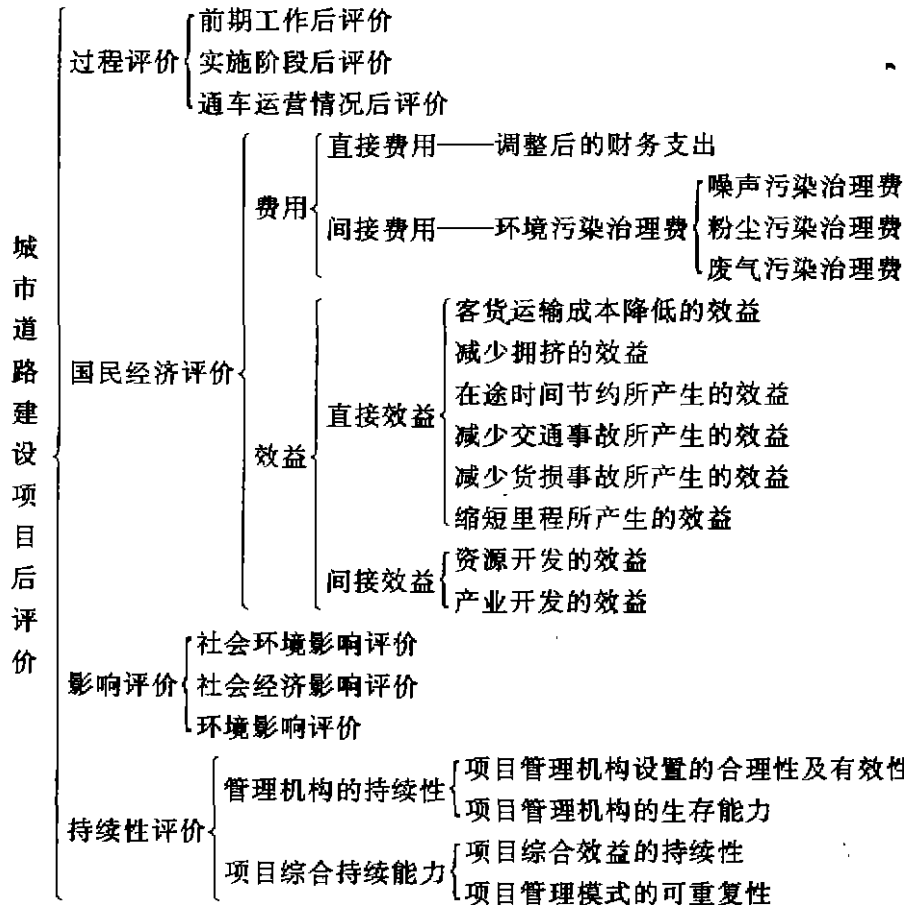 城市道路建设项目后评价
过程评价
前期工作后评价
实施阶段后评价
通车运营情况后评价
国民经济评价
费用
直接费用——调整后的财务支出
间接费用——环境污染治理费
噪声污染治理费
粉尘污染治理费
废气污染治理费
效益
直接效益
客货运输成本降低的效益
减少拥挤的效益
在途时间节约所产生的效益
减少交通事故所产生的效益
减少货损事故所产生的效益
缩短里程所产生的效益
间接效益
资源开发的效益
产业开发的效益
影响评价
社会环境影响评价
社会经济影响评价
环境影响评价
持续性评价
管理机构的持续性
项目管理机构设置的合理性及有效性
项目管理机构的生存能力
项目综合持续能力
项目综合效益的持续性
项目管理模式的可重复性